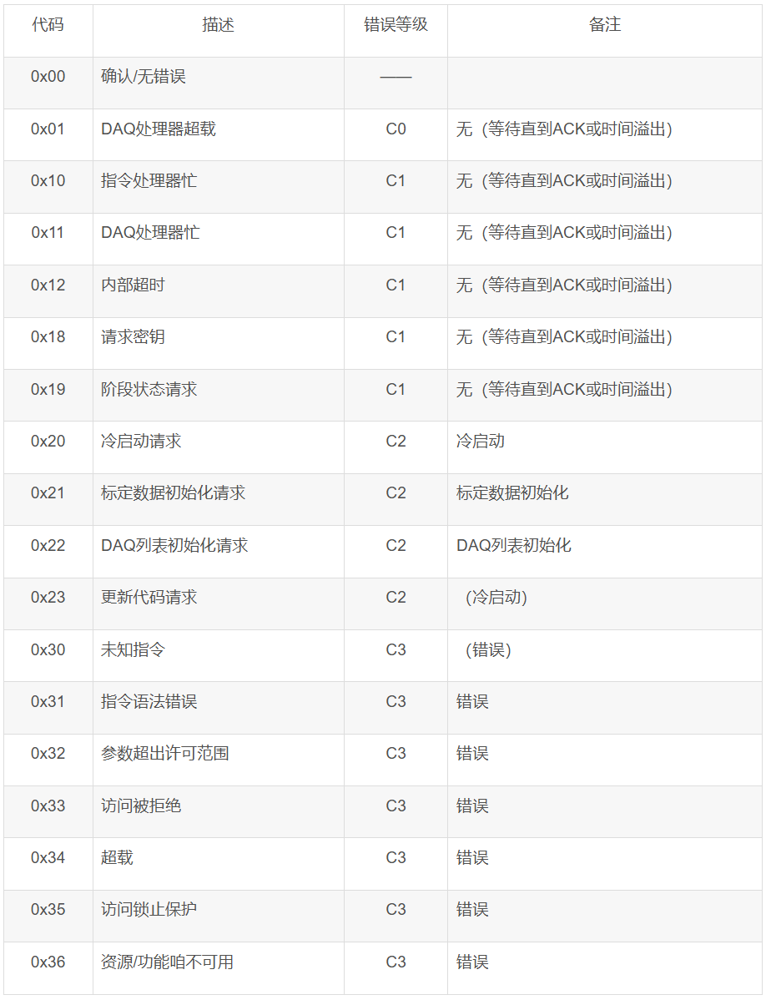 代码 描述 错误等级 备注
0x00 确认/无错误 ——
0x01 DAQ处理器超载 C0 无（等待直到ACK或时间溢出）
0x10 指令处理器忙 C1 无（等待直到ACK或时间溢出）
0x11 DAQ处理器忙 C1 无（等待直到ACK或时间溢出）
0x12 内部超时 C1 无（等待直到ACK或时间溢出）
0x18 请求密钥 C1 无（等待直到ACK或时间溢出）
0x19 阶段状态请求 C1 无（等待直到ACK或时间溢出）
0x20 冷启动请求 C2 冷启动
0x21 标定数据初始化请求 C2 标定数据初始化
0x22 DAQ列表初始化请求 C2 DAQ列表初始化
0x23 更新代码请求 C2 （冷启动）
0x30 未知指令 C3 （错误）
0x31 指令语法错误 C3 错误
0x32 参数超出许可范围 C3 错误
0x33 访问被拒绝 C3 错误
0x34 超载 C3 错误
0x35 访问锁止保护 C3 错误
0x36 资源/功能咱不可用 C3 错误